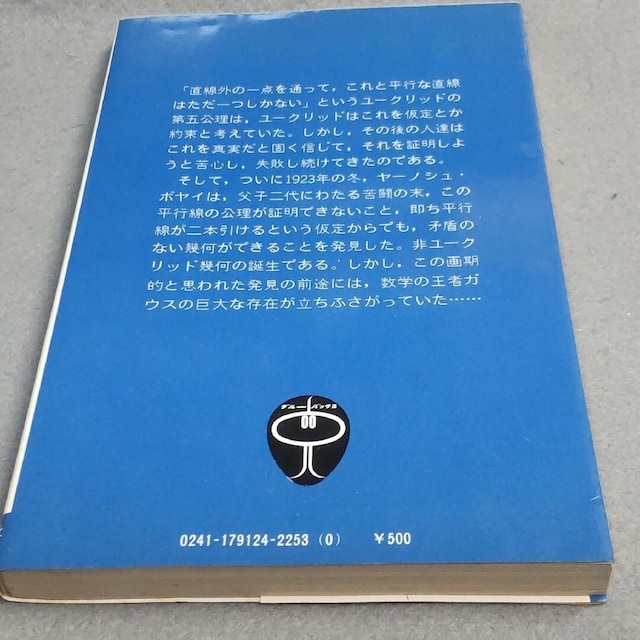 「直線外の一点を通って，これと平行な直線
はただ一つしかない」というユークリッドの
第五公理は，ユークリッドはこれを仮定とか
約束と考えていた。しかし，その後の人達は
これを真実だと固く信じて，それを証明しよ
うと苦心し，失敗し続けてきたのである。
そして，ついに1923年の冬，ヤーノシュ・
ボヤイは，父子二代にわたる苦闘の末，この
平行線の公理が証明できないこと，即ち平行
線が二本引けるという仮定からでも，矛盾の
ない幾何ができることを発見した。非ユーク
リッド幾何の誕生である。しかし，この画期
的と思われた発見の前途には，数学の王者ガ
ウスの巨大な存在が立ちふさがっていた……
ブルーバックス
0241-179124-2253 (0) ￥500